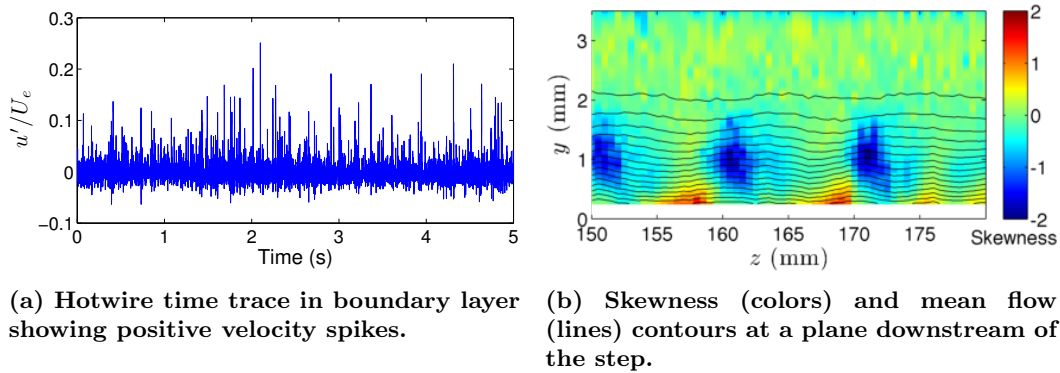 0.3
0.2
0.1
0
−0.1
u′/U_e
0 1 2 3 4 5
Time (s)
(a) Hotwire time trace in boundary layer
showing positive velocity spikes.
3
2
1
0
y (mm)
150 155 160 165 170 175
z (mm)
2
1
0
−1
−2
Skewness
(b) Skewness (colors) and mean flow
(lines) contours at a plane downstream of
the step.